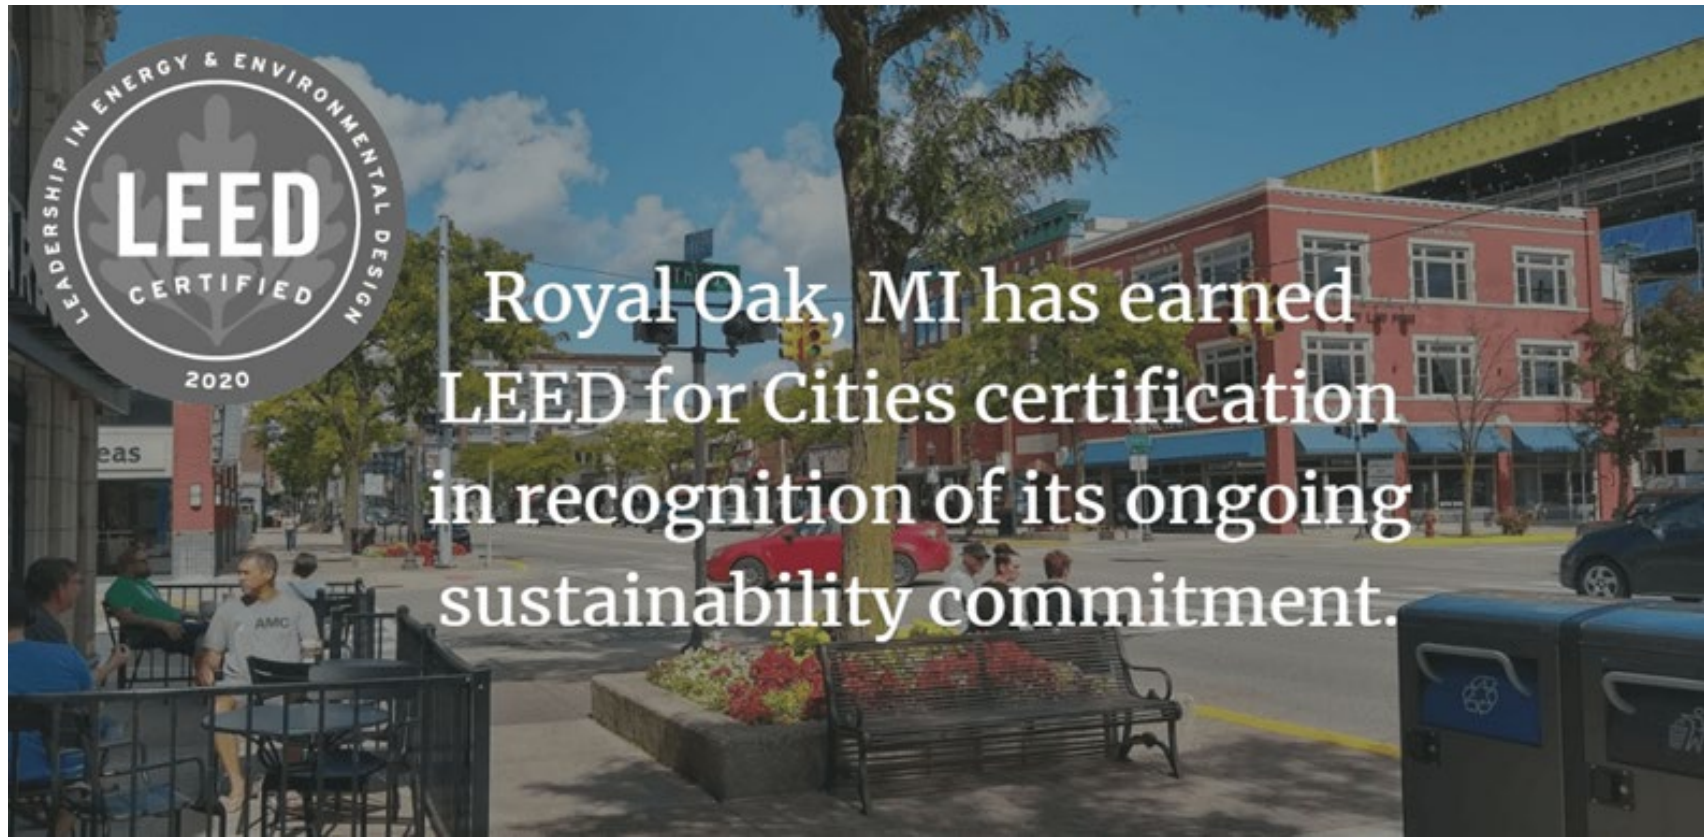 LEADERSHIP IN ENERGY & ENVIRONMENTAL DESIGN
LEED
CERTIFIED
2020
Royal Oak, MI has earned
LEED for Cities certification
in recognition of its ongoing
sustainability commitment.
eas
AMC